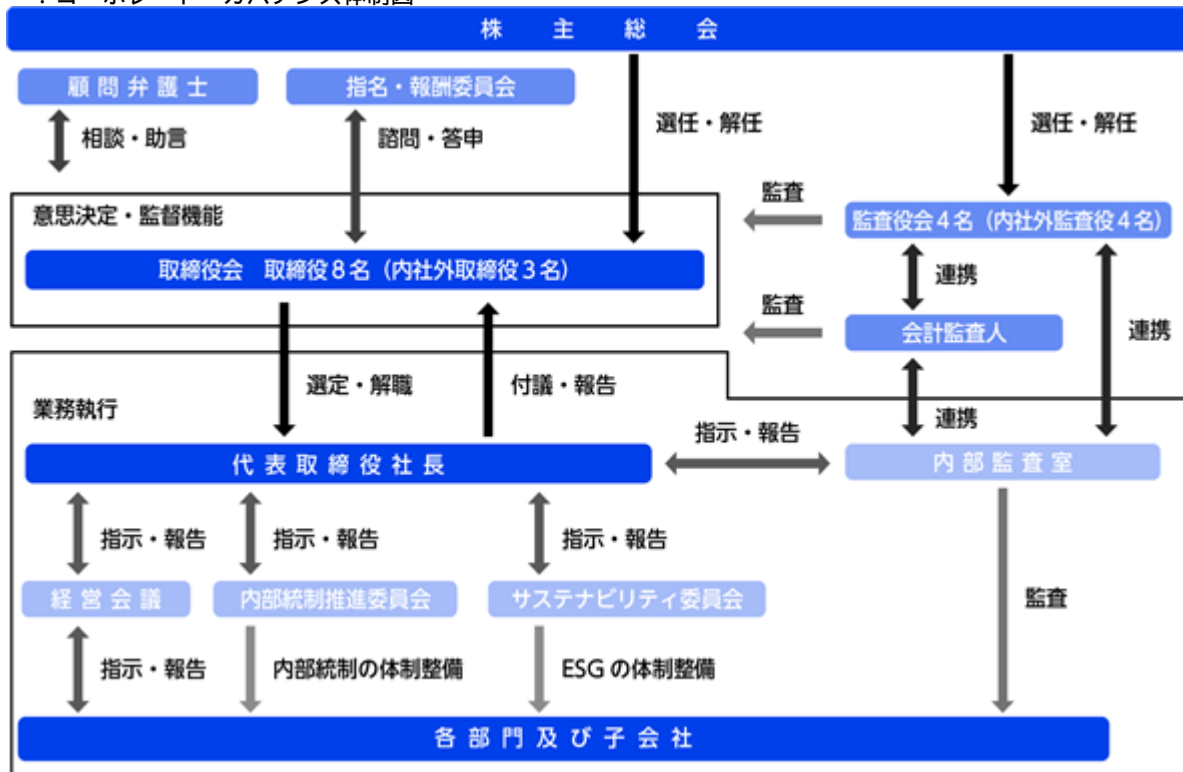 株主総会
顧問弁護士
指名・報酬委員会
相談・助言
諮問・答申
選任・解任
選任・解任
意思決定・監督機能
監査
監査役会4名（内社外監査役4名）
取締役会　取締役8名（内社外取締役3名）
連携
監査
会計監査人
連携
選定・解職
付議・報告
業務執行
連携
指示・報告
代表取締役社長
内部監査室
指示・報告
指示・報告
指示・報告
経営会議
内部統制推進委員会
サステナビリティ委員会
監査
指示・報告
内部統制の体制整備
ESGの体制整備
各部門及び子会社